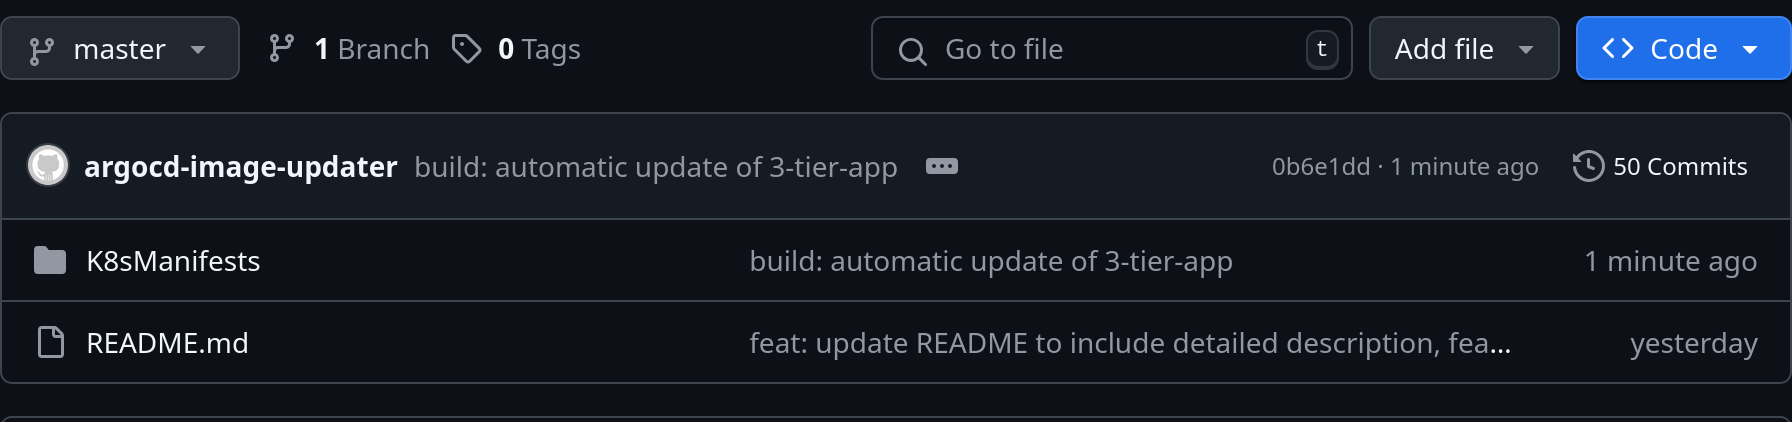 master 1 Branch 0 Tags Go to file t Add file Code
argocd-image-updater build: automatic update of 3-tier-app 0b6e1dd · 1 minute ago 50 Commits
K8sManifests build: automatic update of 3-tier-app 1 minute ago
README.md feat: update README to include detailed description, fea... yesterday